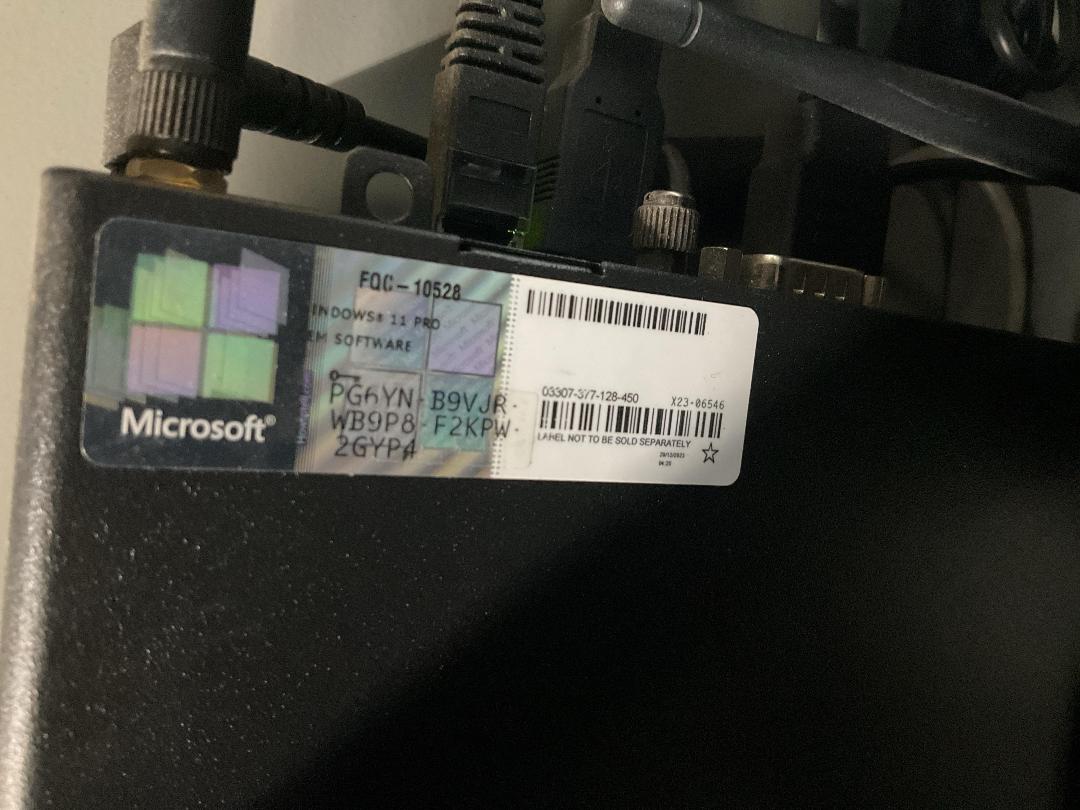 Microsoft®
FQC-10528
INDOWS® 11 PRO
EM SOFTWARE
PG6YN-B9VJR-
WB9P8-F2KPW-
2GYP4
03307-377-128-450
X23-06546
LABEL NOT TO BE SOLD SEPARATELY